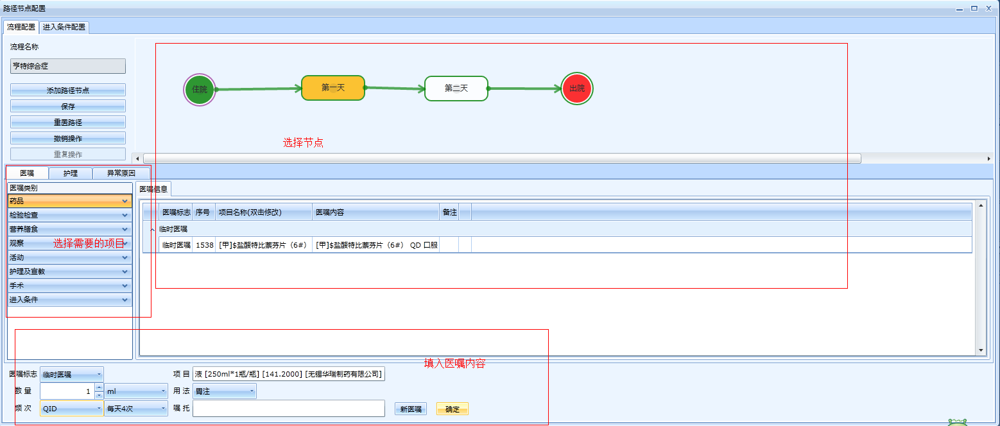 路径节点配置
流程配置 进入条件配置
流程名称
亨特综合症
添加路径节点
保存
重置路径
撤销操作
重复操作
住院 第一天 第二天 出院
选择节点
医嘱 护理 异常原因
医嘱类别
药品
检验检查
营养膳食
观察
活动
护理及宣教
手术
进入条件
选择需要的项目
医嘱信息
医嘱标志 序号 项目名称(双击修改) 医嘱内容 备注
临时医嘱
临时医嘱 1538 [甲]$盐酸特比萘芬片（6#） [甲]$盐酸特比萘芬片（6#） QD 口服
填入医嘱内容
医嘱标志 临时医嘱 项 目 液 [250ml*1瓶/瓶] [141.2000] [无锡华瑞制药有限公司]
数 量 1 ml 用 法 胃注
频 次 QID 每天4次 嘱 托 新医嘱 确定